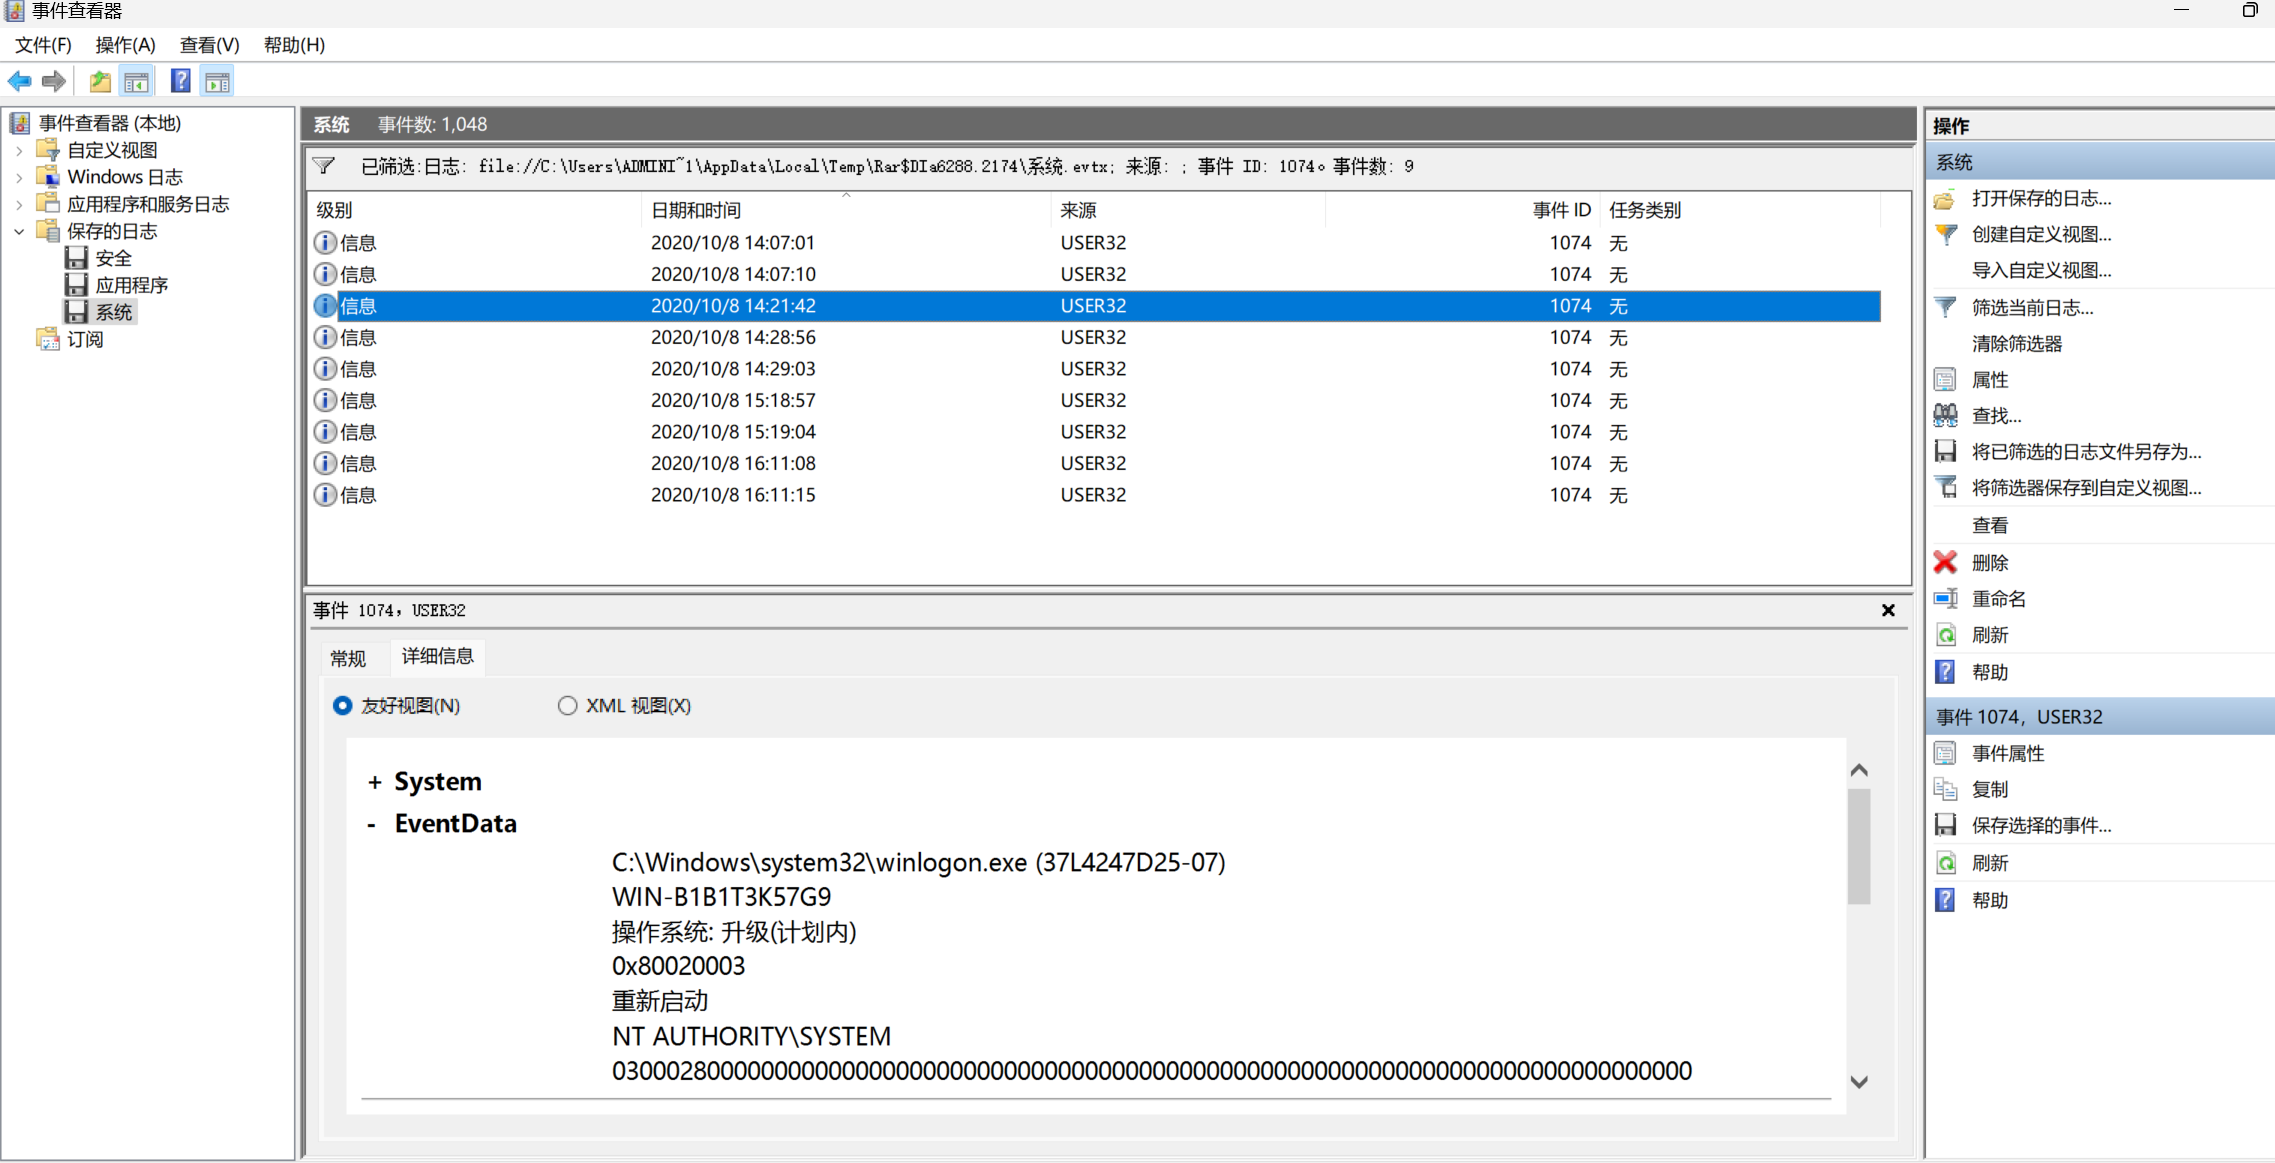 事件查看器
文件(F) 操作(A) 查看(V) 帮助(H)
事件查看器 (本地)
自定义视图
Windows 日志
应用程序和服务日志
保存的日志
安全
应用程序
系统
订阅
系统 事件数: 1,048
已筛选:日志: file://C:\Users\ADMINI~1\AppData\Local\Temp\Rar$DIa6288.2174\系统.evtx; 来源: ; 事件 ID: 1074。事件数: 9
级别 日期和时间 来源 事件 ID 任务类别
信息 2020/10/8 14:07:01 USER32 1074 无
信息 2020/10/8 14:07:10 USER32 1074 无
信息 2020/10/8 14:21:42 USER32 1074 无
信息 2020/10/8 14:28:56 USER32 1074 无
信息 2020/10/8 14:29:03 USER32 1074 无
信息 2020/10/8 15:18:57 USER32 1074 无
信息 2020/10/8 15:19:04 USER32 1074 无
信息 2020/10/8 16:11:08 USER32 1074 无
信息 2020/10/8 16:11:15 USER32 1074 无
事件 1074，USER32
常规 详细信息
友好视图(N) XML 视图(X)
+ System
- EventData
C:\Windows\system32\winlogon.exe (37L4247D25-07)
WIN-B1B1T3K57G9
操作系统: 升级(计划内)
0x80020003
重新启动
NT AUTHORITY\SYSTEM
操作
系统
打开保存的日志...
创建自定义视图...
导入自定义视图...
筛选当前日志...
清除筛选器
属性
查找...
将已筛选的日志文件另存为...
将筛选器保存到自定义视图...
查看
删除
重命名
刷新
帮助
事件 1074，USER32
事件属性
复制
保存选择的事件...
刷新
帮助